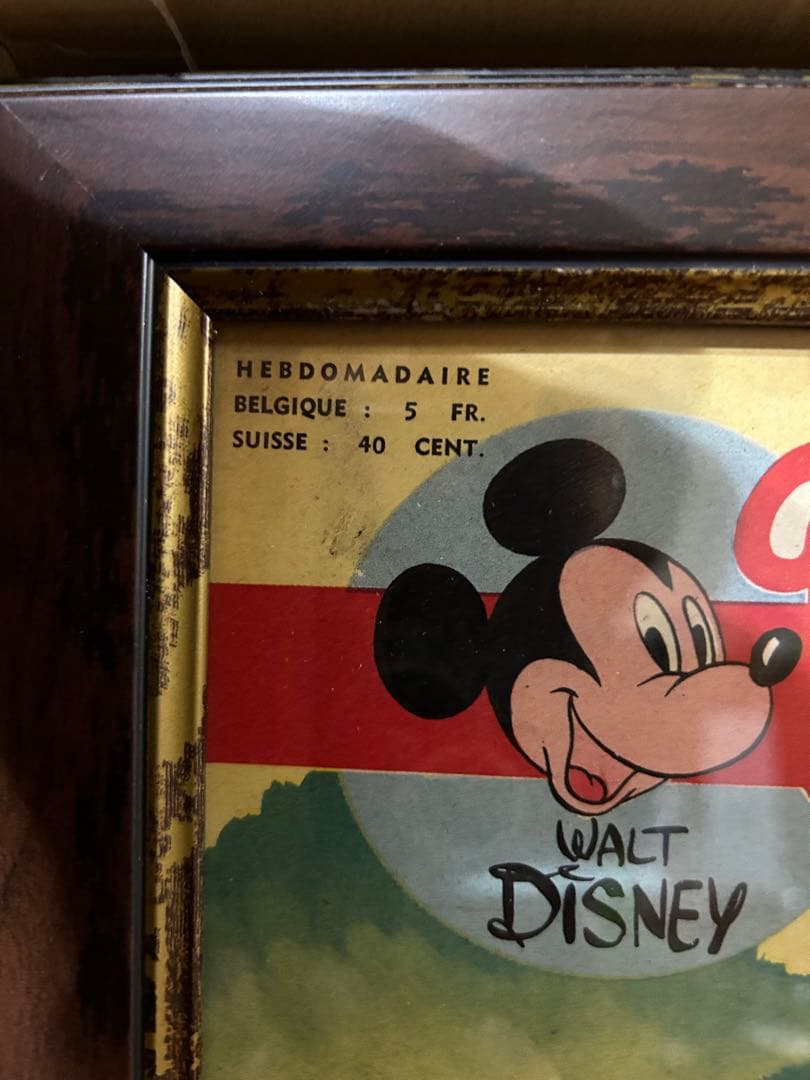 HEBDOMADAIRE
BELGIQUE : 5 FR.
SUISSE : 40 CENT.
WALT
DISNEY